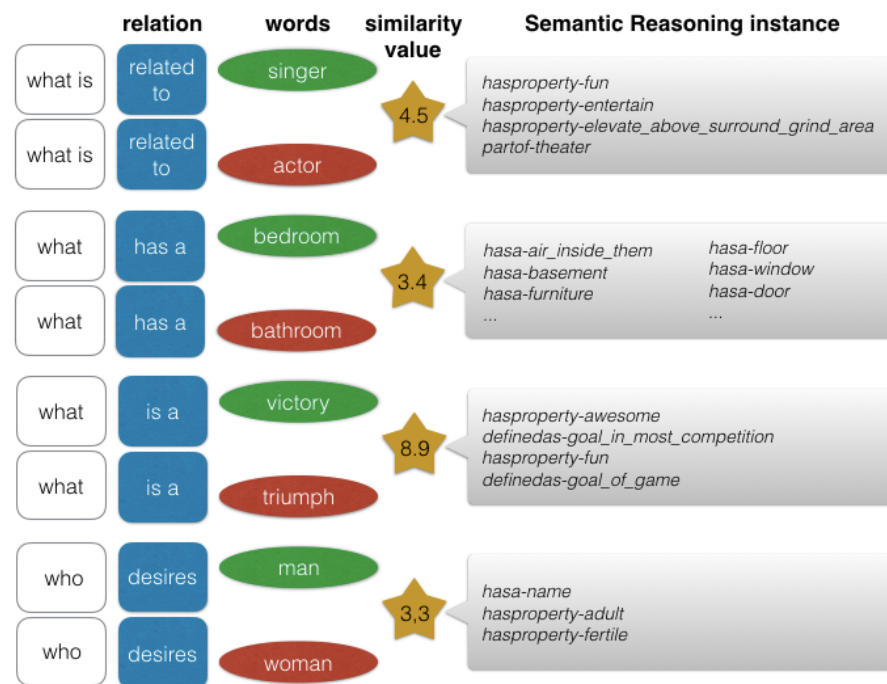 relation
words
similarity
value
Semantic Reasoning instance
what is
related
to
singer
what is
related
to
actor
4.5
hasproperty-fun
hasproperty-entertain
hasproperty-elevate_above_surround_grind_area
partof-theater
what
has a
bedroom
what
has a
bathroom
3.4
hasa-air_inside_them
hasa-basement
hasa-furniture
...
hasa-floor
hasa-window
hasa-door
...
what
is a
victory
what
is a
triumph
8.9
hasproperty-awesome
definedas-goal_in_most_competition
hasproperty-fun
definedas-goal_of_game
who
desires
man
who
desires
woman
3,3
hasa-name
hasproperty-adult
hasproperty-fertile